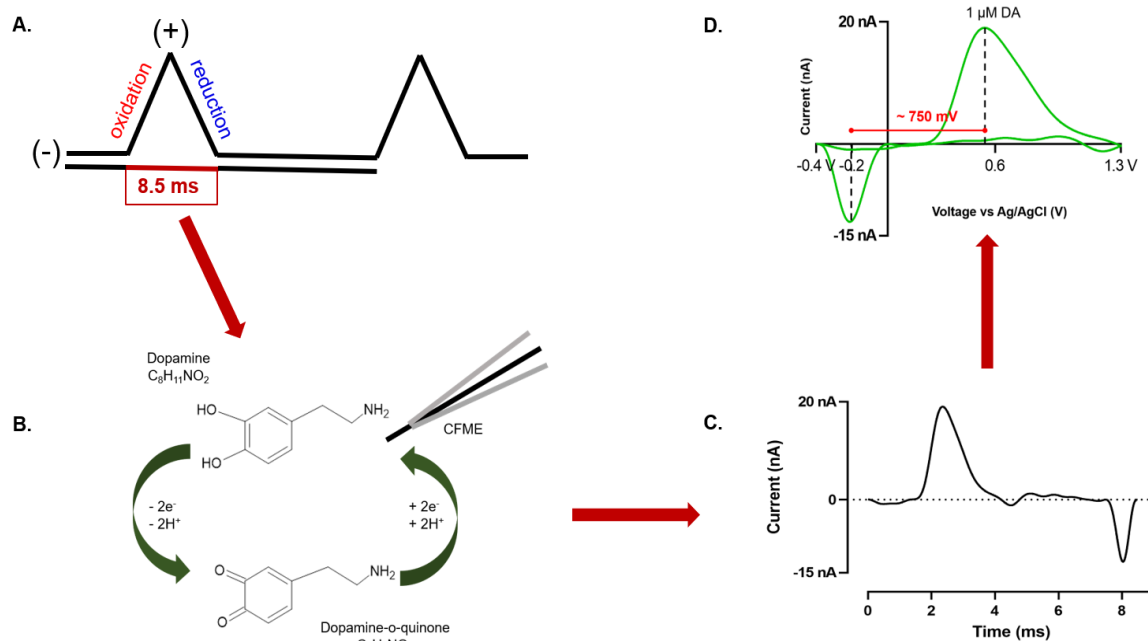 A.
(+)
oxidation
reduction
(-)
8.5 ms
D.
1 µM DA
20 nA
Current (nA)
~ 750 mV
-0.4 V
-0.2
0.6
1.3 V
Voltage vs Ag/AgCl (V)
-15 nA
B.
Dopamine
C₈H₁₁NO₂
HO
HO
NH₂
CFME
- 2e⁻
- 2H⁺
+ 2e⁻
+ 2H⁺
O
O
NH₂
Dopamine-o-quinone
C.
20 nA
Current (nA)
0
-15 nA
0
2
4
6
8
Time (ms)